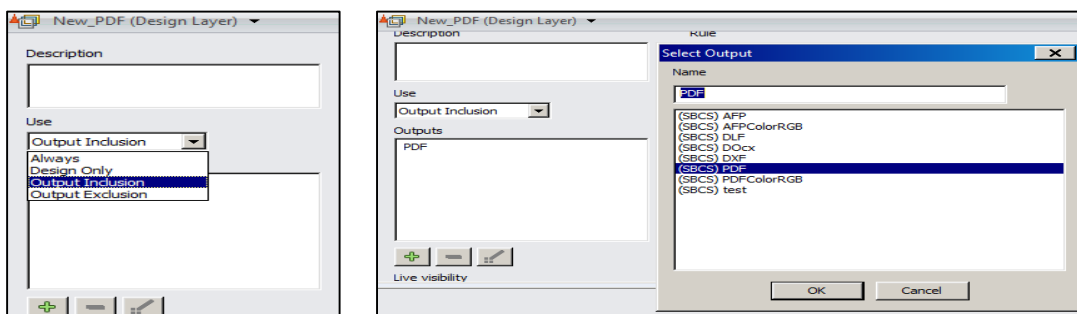 New_PDF (Design Layer)
Description
Use
Output Inclusion
Always
Design Only
Output Inclusion
Output Exclusion
New_PDF (Design Layer)
Description
Rule
Use
Output Inclusion
Outputs
PDF
Live visibility
Select Output
Name
PDF
(SBCS) AFP
(SBCS) AFPColorRGB
(SBCS) DLF
(SBCS) DOcx
(SBCS) DXF
(SBCS) PDF
(SBCS) PDFColorRGB
(SBCS) test
OK Cancel